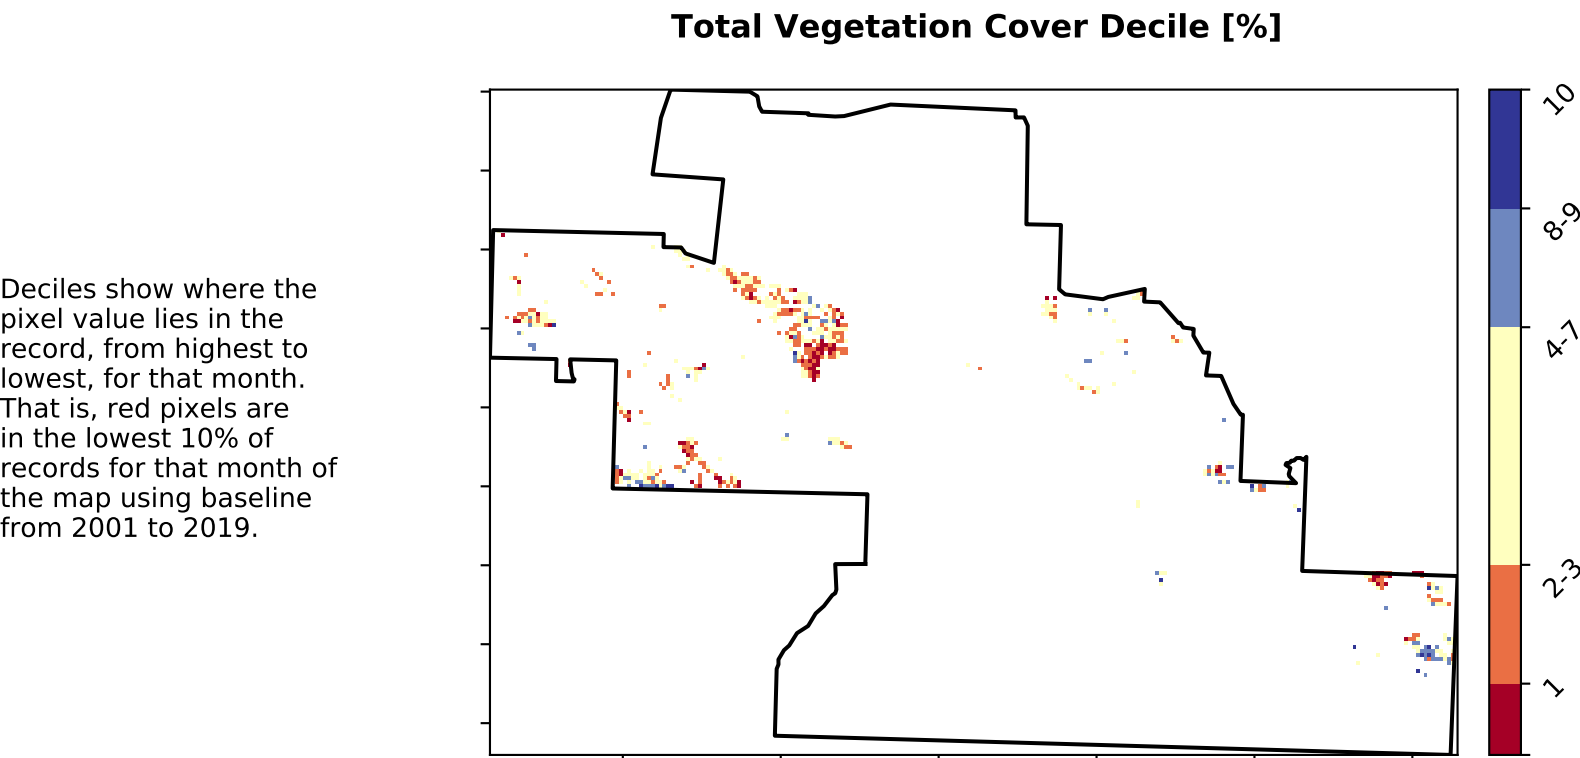 Total Vegetation Cover Decile [%]
Deciles show where the
pixel value lies in the
record, from highest to
lowest, for that month.
That is, red pixels are
in the lowest 10% of
records for that month of
the map using baseline
from 2001 to 2019.
10
8-9
4-7
2-3
1